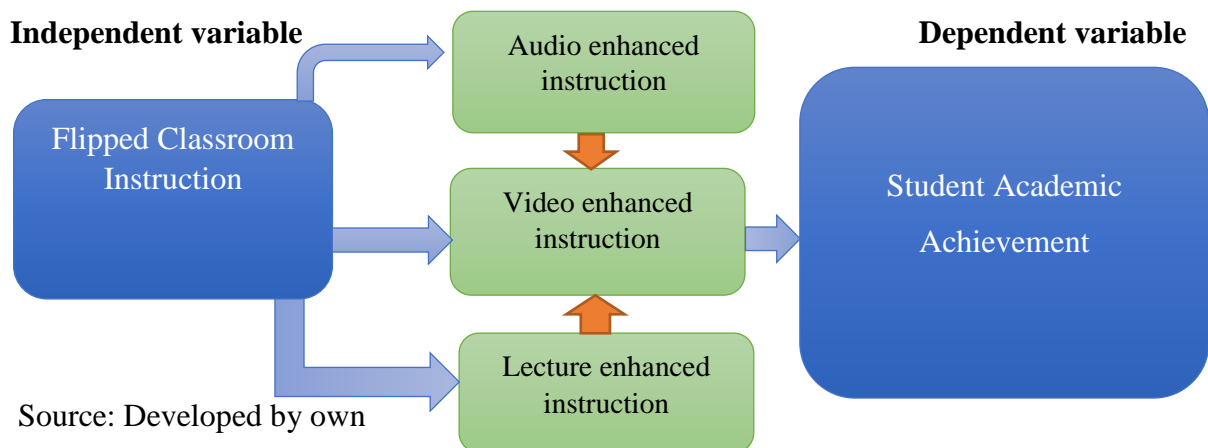 Independent variable
Audio enhanced
instruction
Dependent variable
Flipped Classroom
Instruction
Video enhanced
instruction
Student Academic
Achievement
Lecture enhanced
instruction
Source: Developed by own